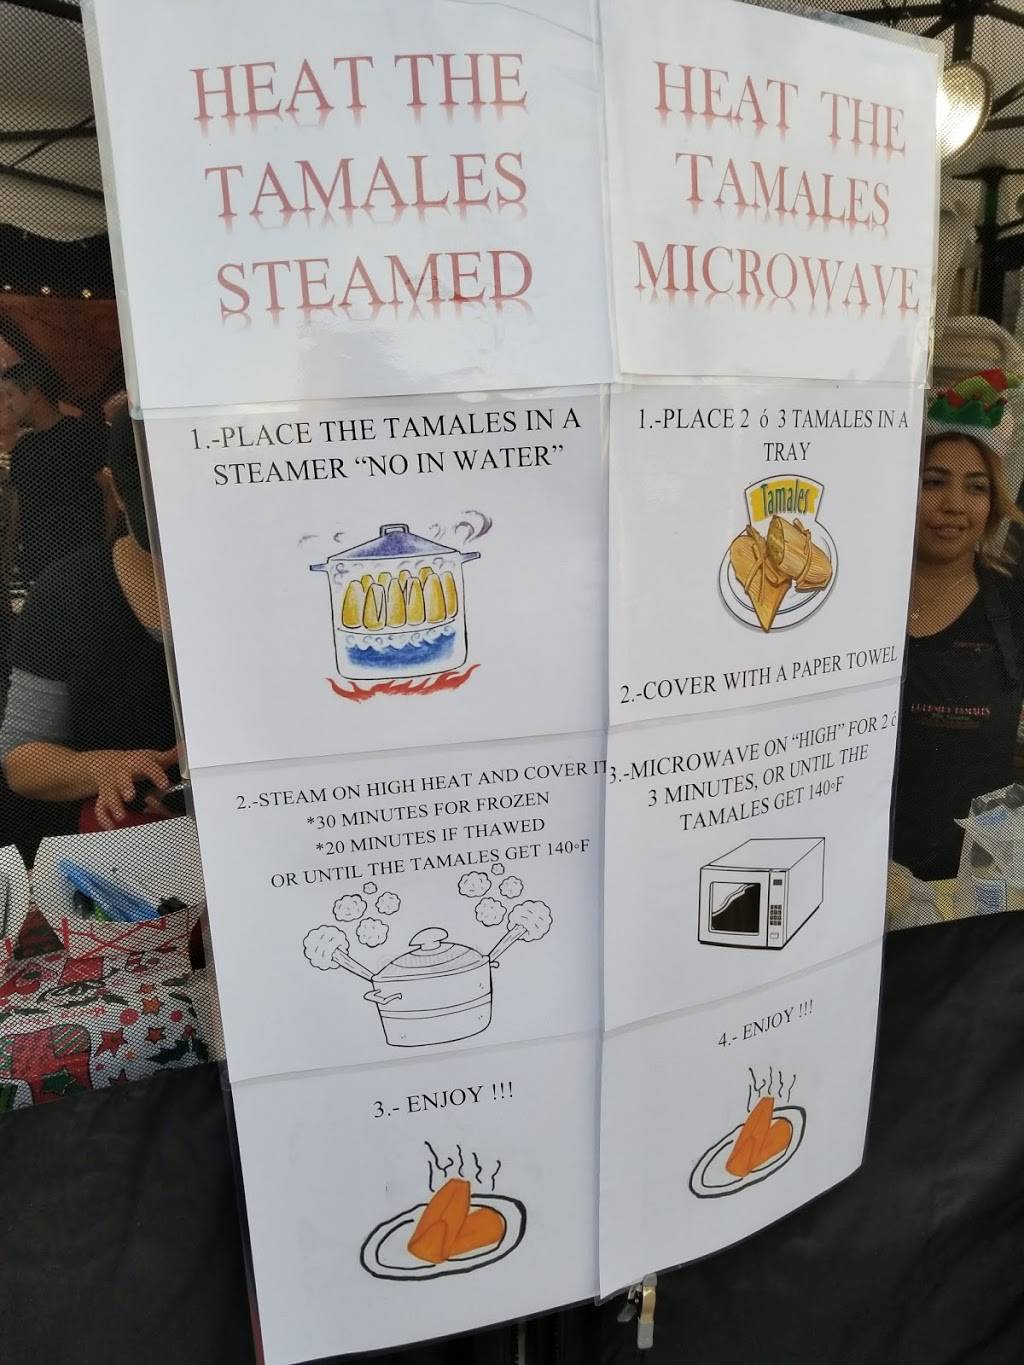 HEAT THE
TAMALES
STEAMED
1.-PLACE THE TAMALES IN A
STEAMER “NO IN WATER”
2.-STEAM ON HIGH HEAT AND COVER IT
*30 MINUTES FOR FROZEN
*20 MINUTES IF THAWED
OR UNTIL THE TAMALES GET 140°F
3.- ENJOY !!!
HEAT THE
TAMALES
MICROWAVE
1.-PLACE 2 ó 3 TAMALES IN A
TRAY
Tamales
2.-COVER WITH A PAPER TOWEL
3.-MICROWAVE ON “HIGH” FOR 2 ó
3 MINUTES, OR UNTIL THE
TAMALES GET 140°F
4.- ENJOY !!!
GOURMET TAMALES